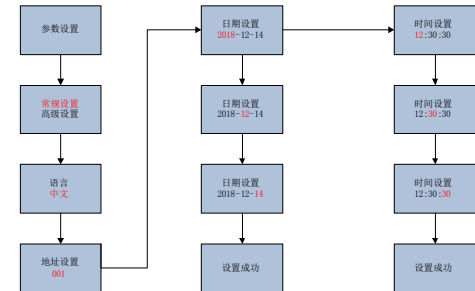 参数设置
常规设置
高级设置
语言
中文
地址设置
001
日期设置
2018-12-14
日期设置
2018-12-14
日期设置
2018-12-14
设置成功
时间设置
12:30:30
时间设置
12:30:30
时间设置
12:30:30
设置成功